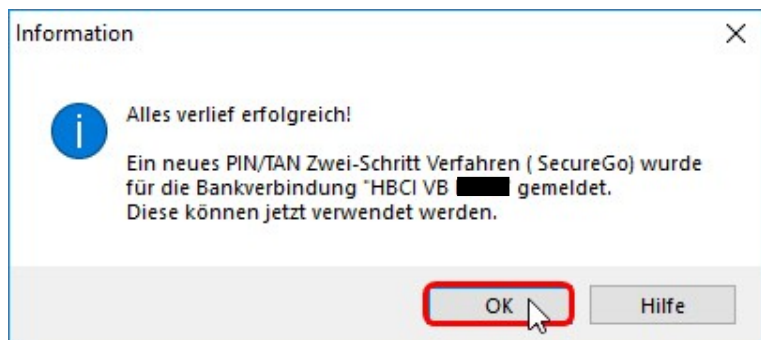 Information
Alles verlief erfolgreich!
Ein neues PIN/TAN Zwei-Schritt Verfahren ( SecureGo) wurde
für die Bankverbindung "HBCI VB gemeldet.
Diese können jetzt verwendet werden.
OK
Hilfe